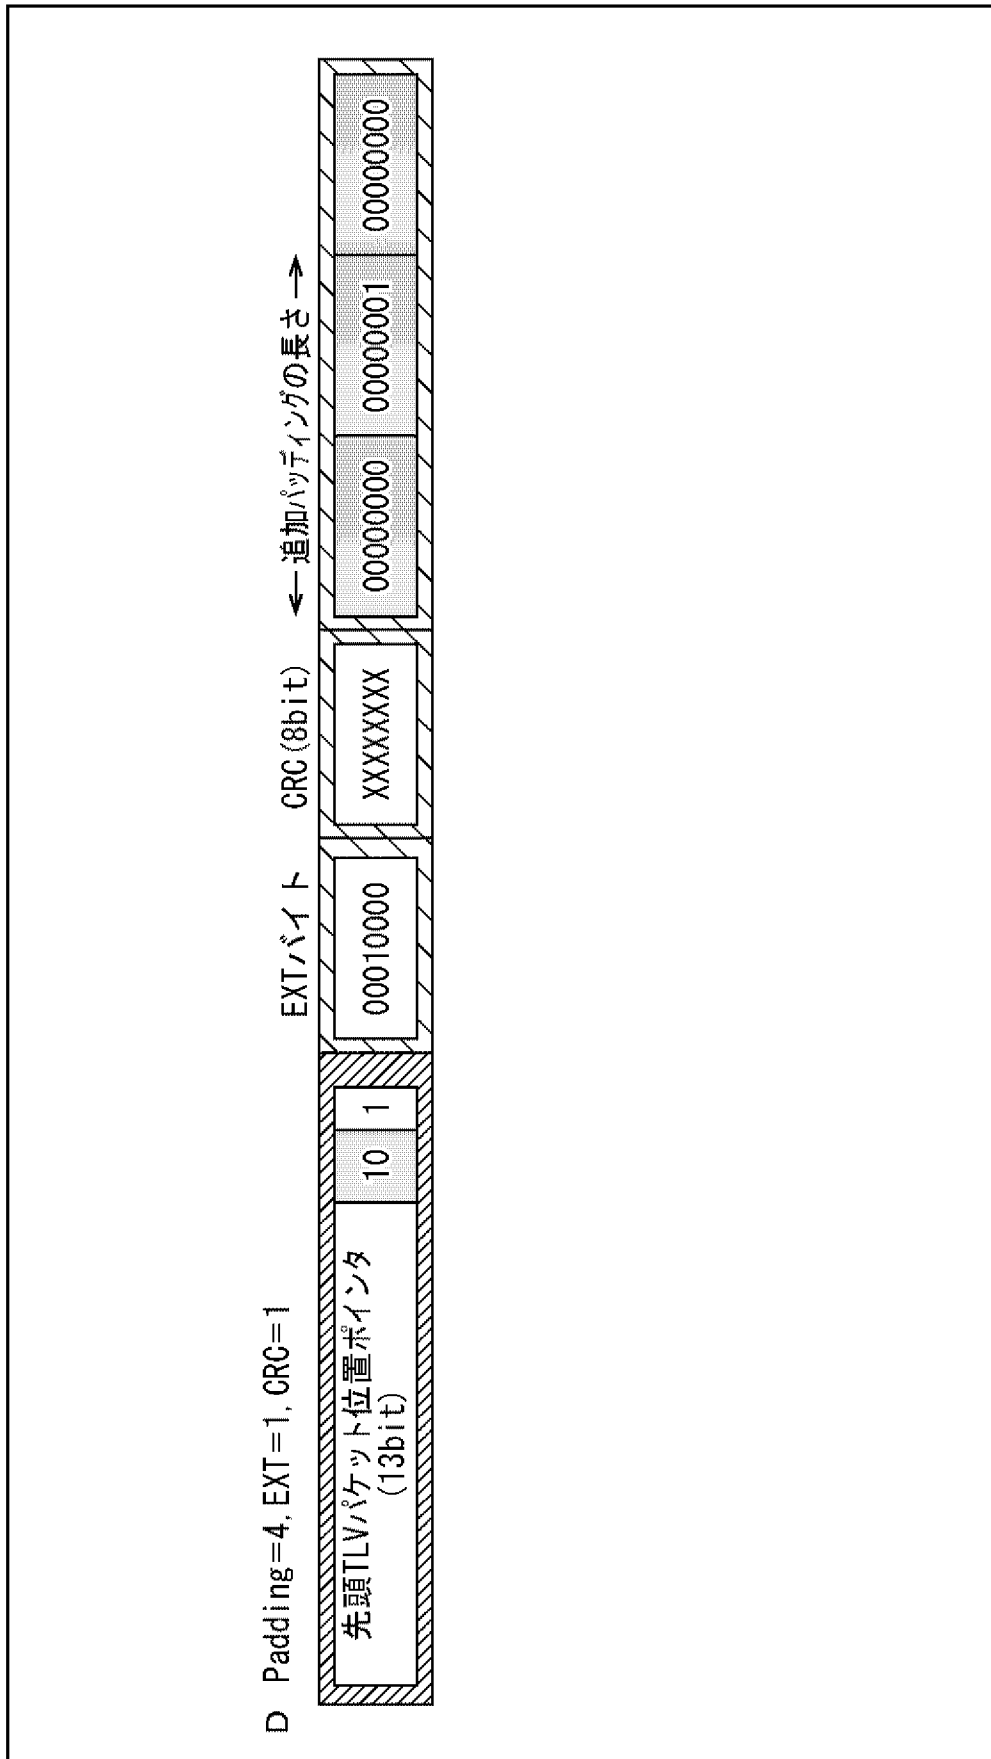 D Padding=4, EXT=1, CRC=1
EXTバイト
CRC(8bit)
←追加パッディングの長さ→
先頭TLVパケット位置ポインタ
(13bit)
10
1
00010000
XXXXXXXX
00000000
00000001
00000000